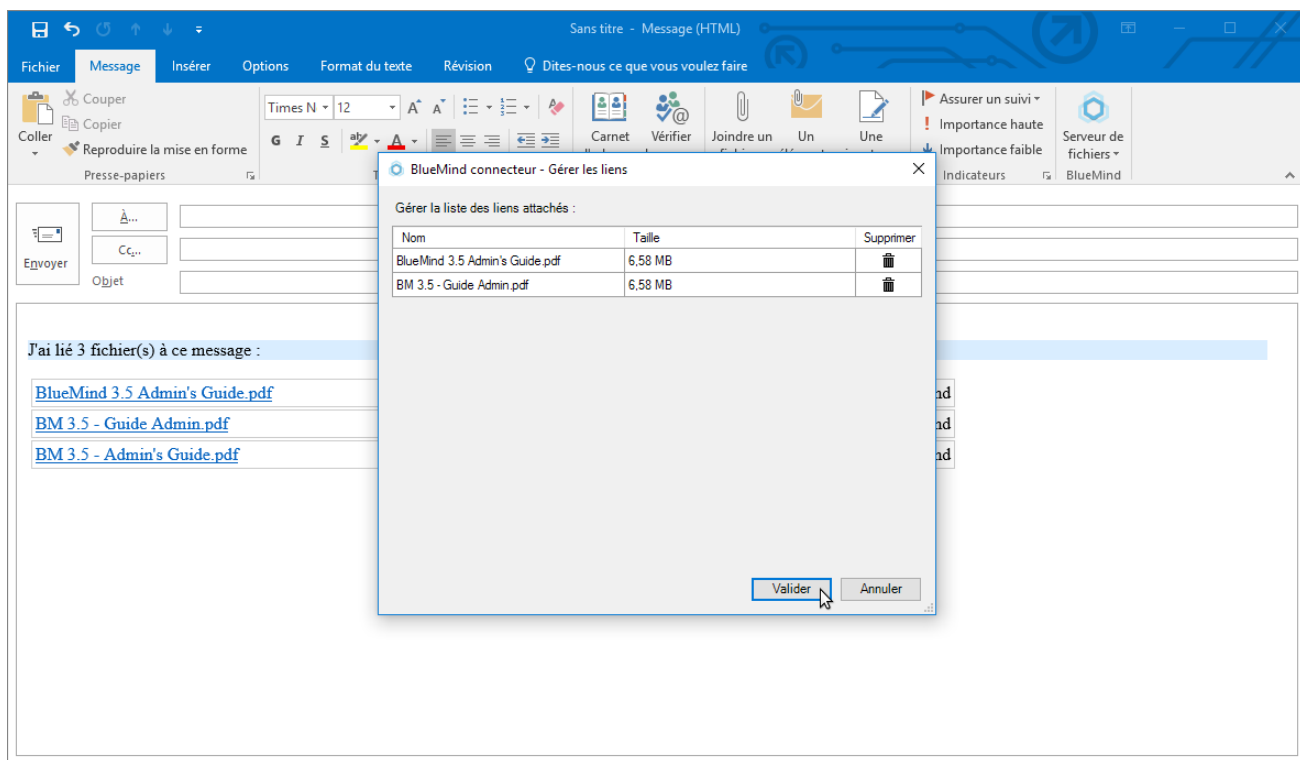 Sans titre - Message (HTML)
Fichier Message Insérer Options Format du texte Révision Dites-nous ce que vous voulez faire
Couper
Copier
Reproduire la mise en forme
Coller
Presse-papiers
Times N 12
G I S
Carnet Vérifier Joindre un Un Une
Assurer un suivi
Importance haute
Importance faible
Indicateurs
Serveur de
fichiers
BlueMind
BlueMind connecteur - Gérer les liens
Gérer la liste des liens attachés :
Nom Taille Supprimer
BlueMind 3.5 Admin's Guide.pdf 6,58 MB
BM 3.5 - Guide Admin.pdf 6,58 MB
Valider Annuler
Envoyer
À...
Cc...
Objet
J'ai lié 3 fichier(s) à ce message :
BlueMind 3.5 Admin's Guide.pdf
BM 3.5 - Guide Admin.pdf
BM 3.5 - Admin's Guide.pdf